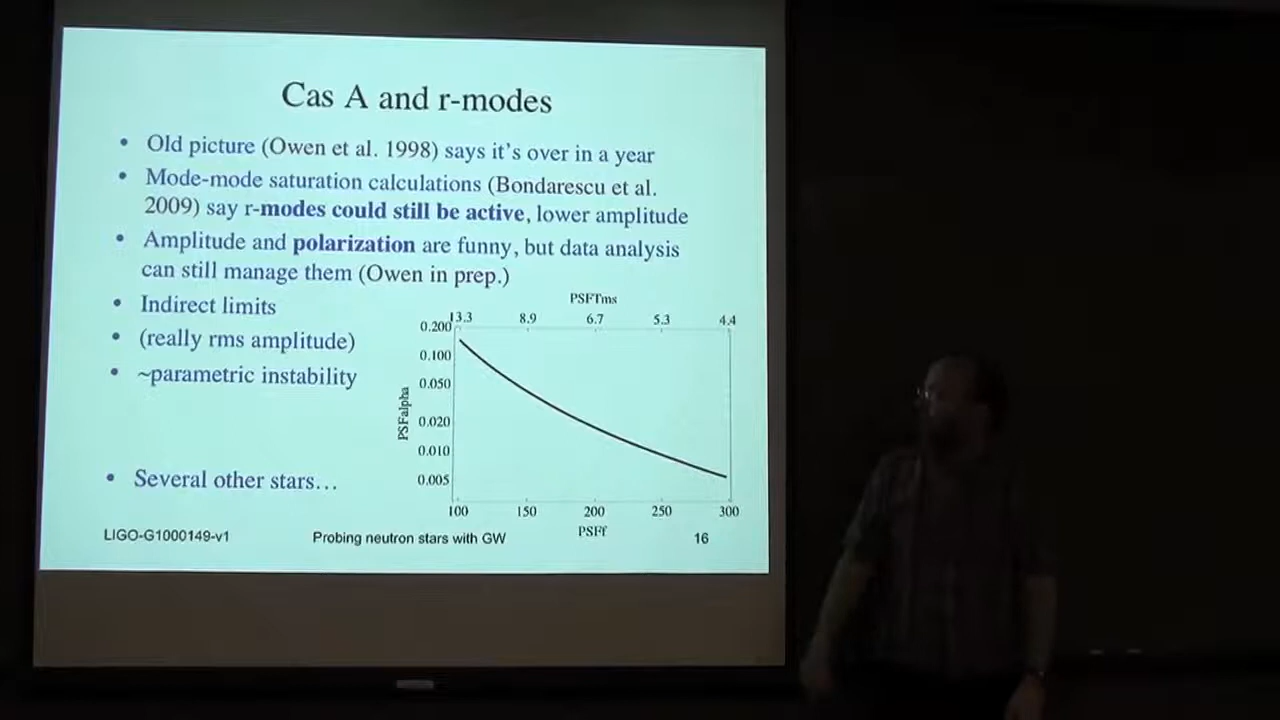 Cas A and r-modes
• Old picture (Owen et al. 1998) says it's over in a year
• Mode-mode saturation calculations (Bondarescu et al.
2009) say r-modes could still be active, lower amplitude
• Amplitude and polarization are funny, but data analysis
can still manage them (Owen in prep.)
• Indirect limits
• (really rms amplitude)
• ~parametric instability
• Several other stars…
PSFTms
13.3 8.9 6.7 5.3 4.4
0.200
0.100
0.050
0.020
0.010
0.005
PSFalpha
100 150 200 250 300
PSFf
LIGO-G1000149-v1 Probing neutron stars with GW 16